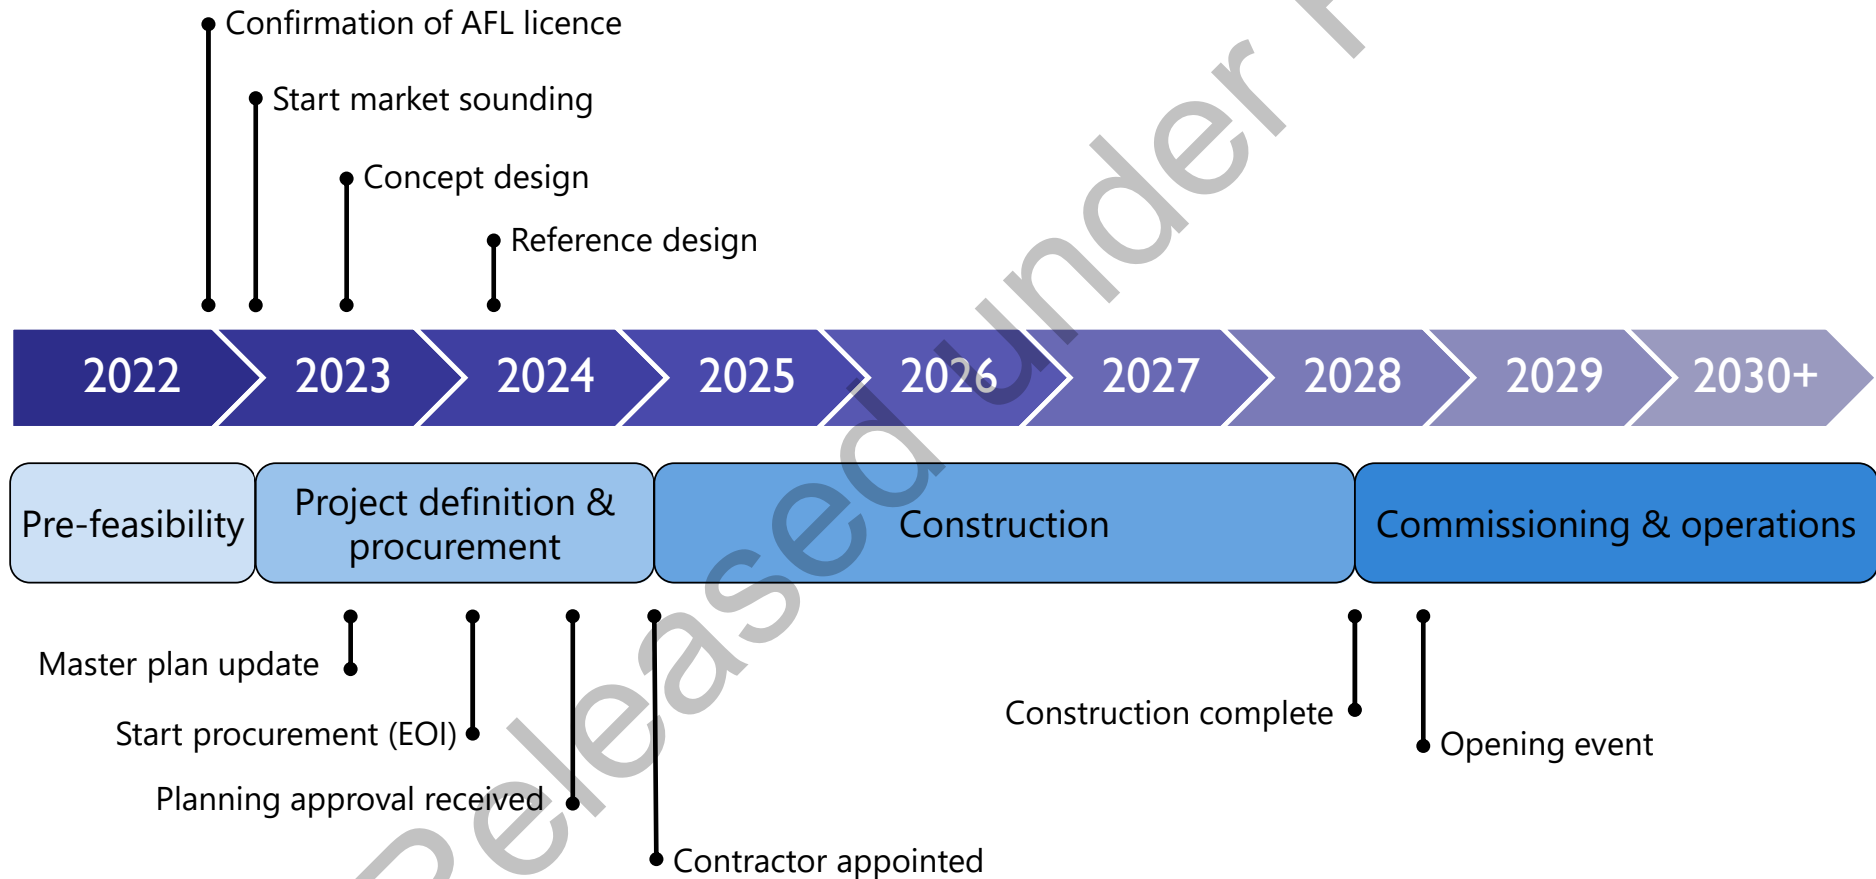 Confirmation of AFL licence
Start market sounding
Concept design
Reference design
2022 2023 2024 2025 2026 2027 2028 2029 2030+
Pre-feasibility
Project definition &
procurement
Construction
Commissioning & operations
Master plan update
Start procurement (EOI)
Planning approval received
Contractor appointed
Construction complete
Opening event
Released under